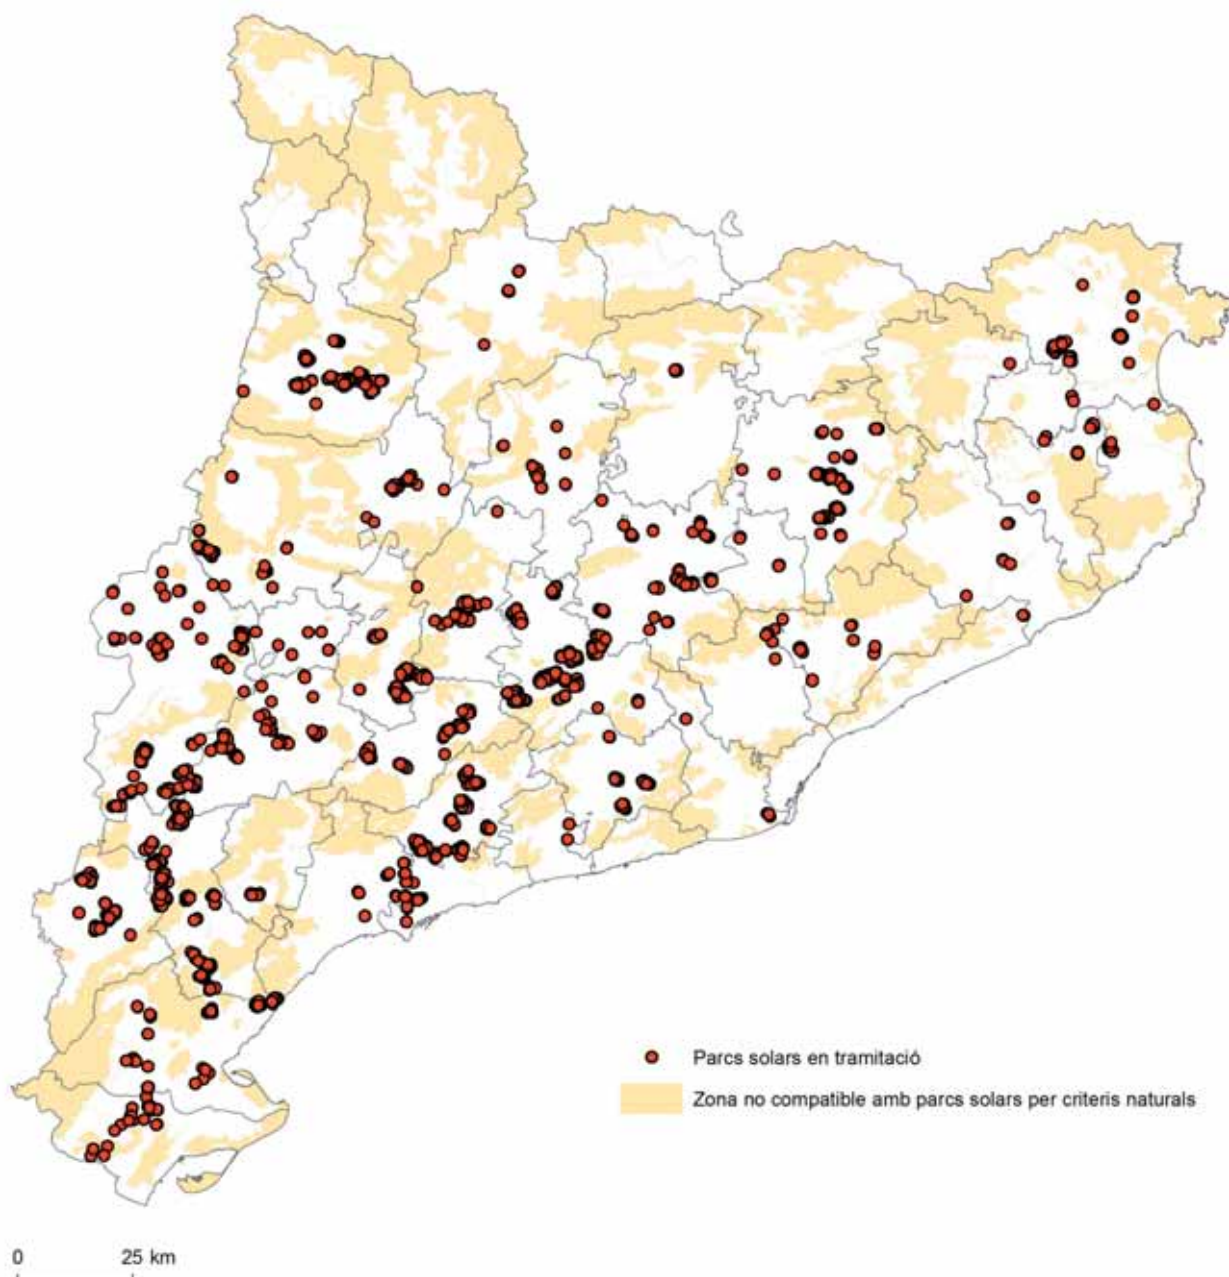 Parcs solars en tramitació
Zona no compatible amb parcs solars per criteris naturals
0 25 km